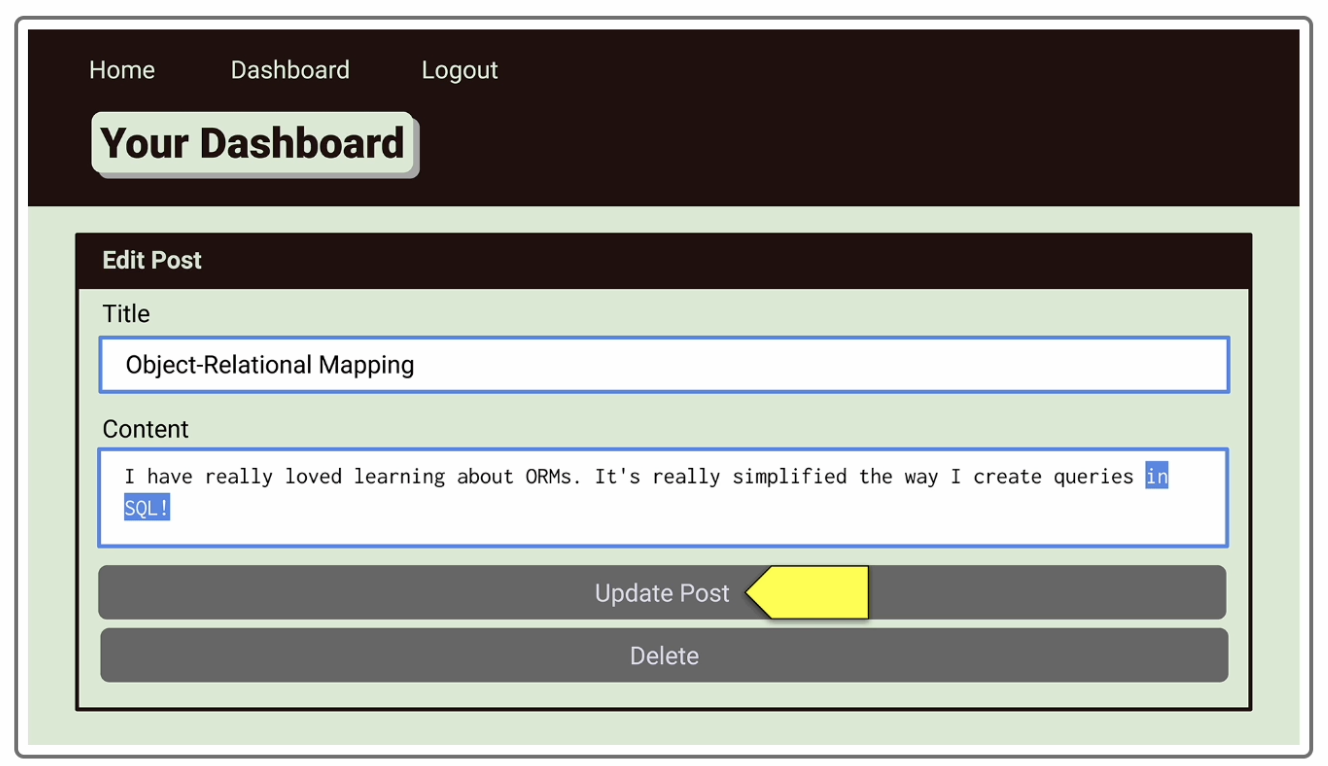 Home Dashboard Logout
Your Dashboard
Edit Post
Title
Object-Relational Mapping
Content
I have really loved learning about ORMs. It's really simplified the way I create queries in
SQL!
Update Post
Delete